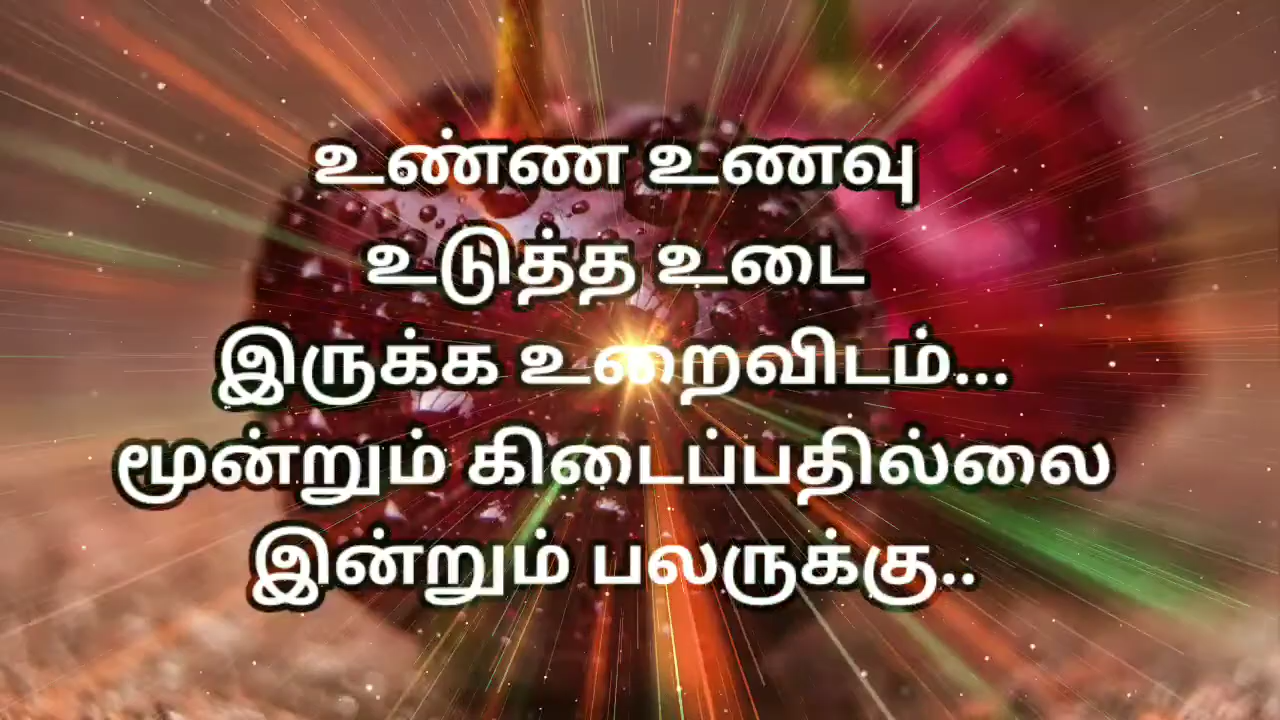 உண்ண உணவு
உடுத்த உடை
இருக்க உறைவிடம்...
மூன்றும் கிடைப்பதில்லை
இன்றும் பலருக்கு..